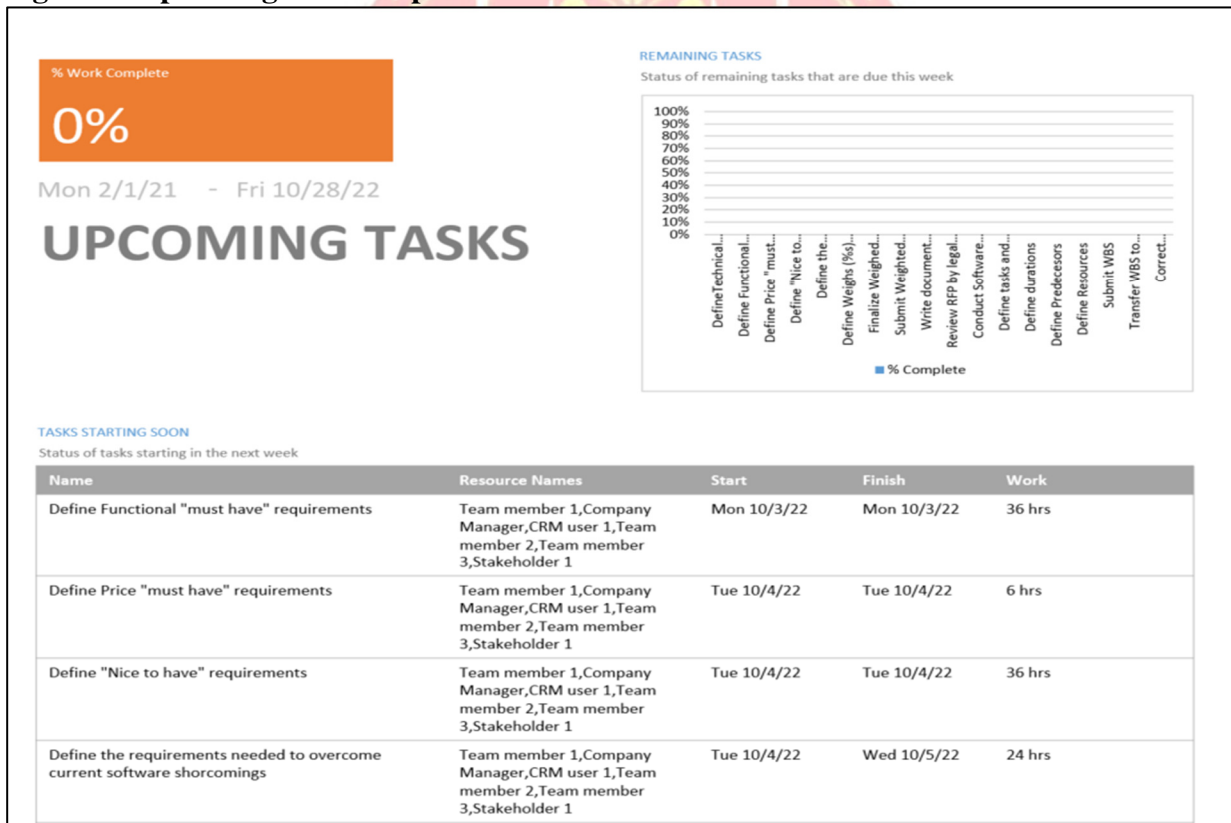 % Work Complete
0%
Mon 2/1/21 - Fri 10/28/22
UPCOMING TASKS
REMAINING TASKS
Status of remaining tasks that are due this week
100%
90%
80%
70%
60%
50%
40%
30%
20%
10%
0%
DefineTechnical...
Define Functional...
Define Price "must...
Define "Nice to...
Define the...
Define Weighs (%s)...
Finalize Weighed...
Submit Weighted...
Write document...
Review RFP by legal...
Conduct Software...
Define tasks and...
Define durations
Define Predecesors
Define Resources
Submit WBS
Transfer WBS to...
Correct...
% Complete
TASKS STARTING SOON
Status of tasks starting in the next week
Name Resource Names Start Finish Work
Define Functional "must have" requirements Team member 1,Company Mon 10/3/22 Mon 10/3/22 36 hrs
Manager,CRM user 1,Team
member 2,Team member
3,Stakeholder 1
Define Price "must have" requirements Team member 1,Company Tue 10/4/22 Tue 10/4/22 6 hrs
Manager,CRM user 1,Team
member 2,Team member
3,Stakeholder 1
Define "Nice to have" requirements Team member 1,Company Tue 10/4/22 Tue 10/4/22 36 hrs
Manager,CRM user 1,Team
member 2,Team member
3,Stakeholder 1
Define the requirements needed to overcome Team member 1,Company Tue 10/4/22 Wed 10/5/22 24 hrs
current software shorcomings Manager,CRM user 1,Team
member 2,Team member
3,Stakeholder 1